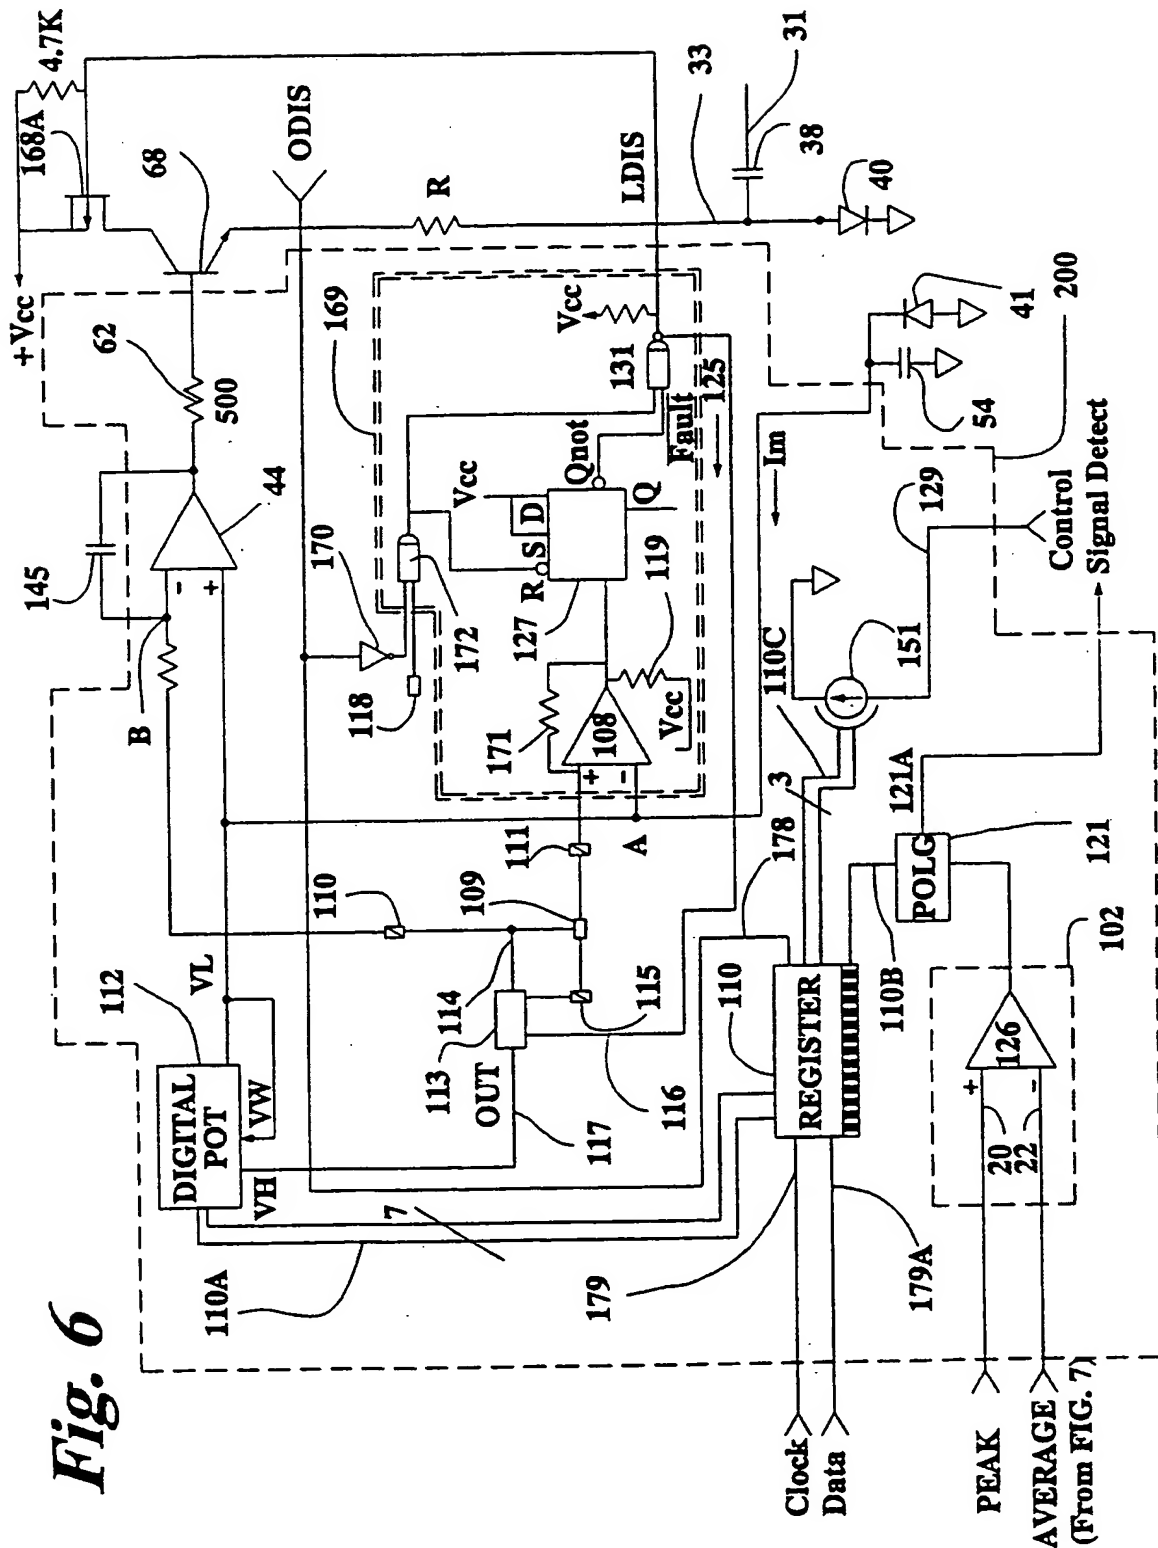 Fig. 6
4.7K
168A
+Vcc
68
ODIS
62
500
R
145
44
LDIS
33
31
38
40
B
-
+
169
170
Vcc
131
118
172
R
S
D
Qnot
Fault
125
Q
127
119
171
108
+
-
Vcc
Im
41
200
54
129
Control
Signal Detect
110C
151
3
121A
178
A
111
109
110
112
VL
DIGITAL
POT
VW
VH
114
113
OUT
115
117
116
110
REGISTER
110B
POLG
121
102
126
+
-
20
22
7
110A
179
179A
Clock
Data
PEAK
AVERAGE
(From FIG. 7)